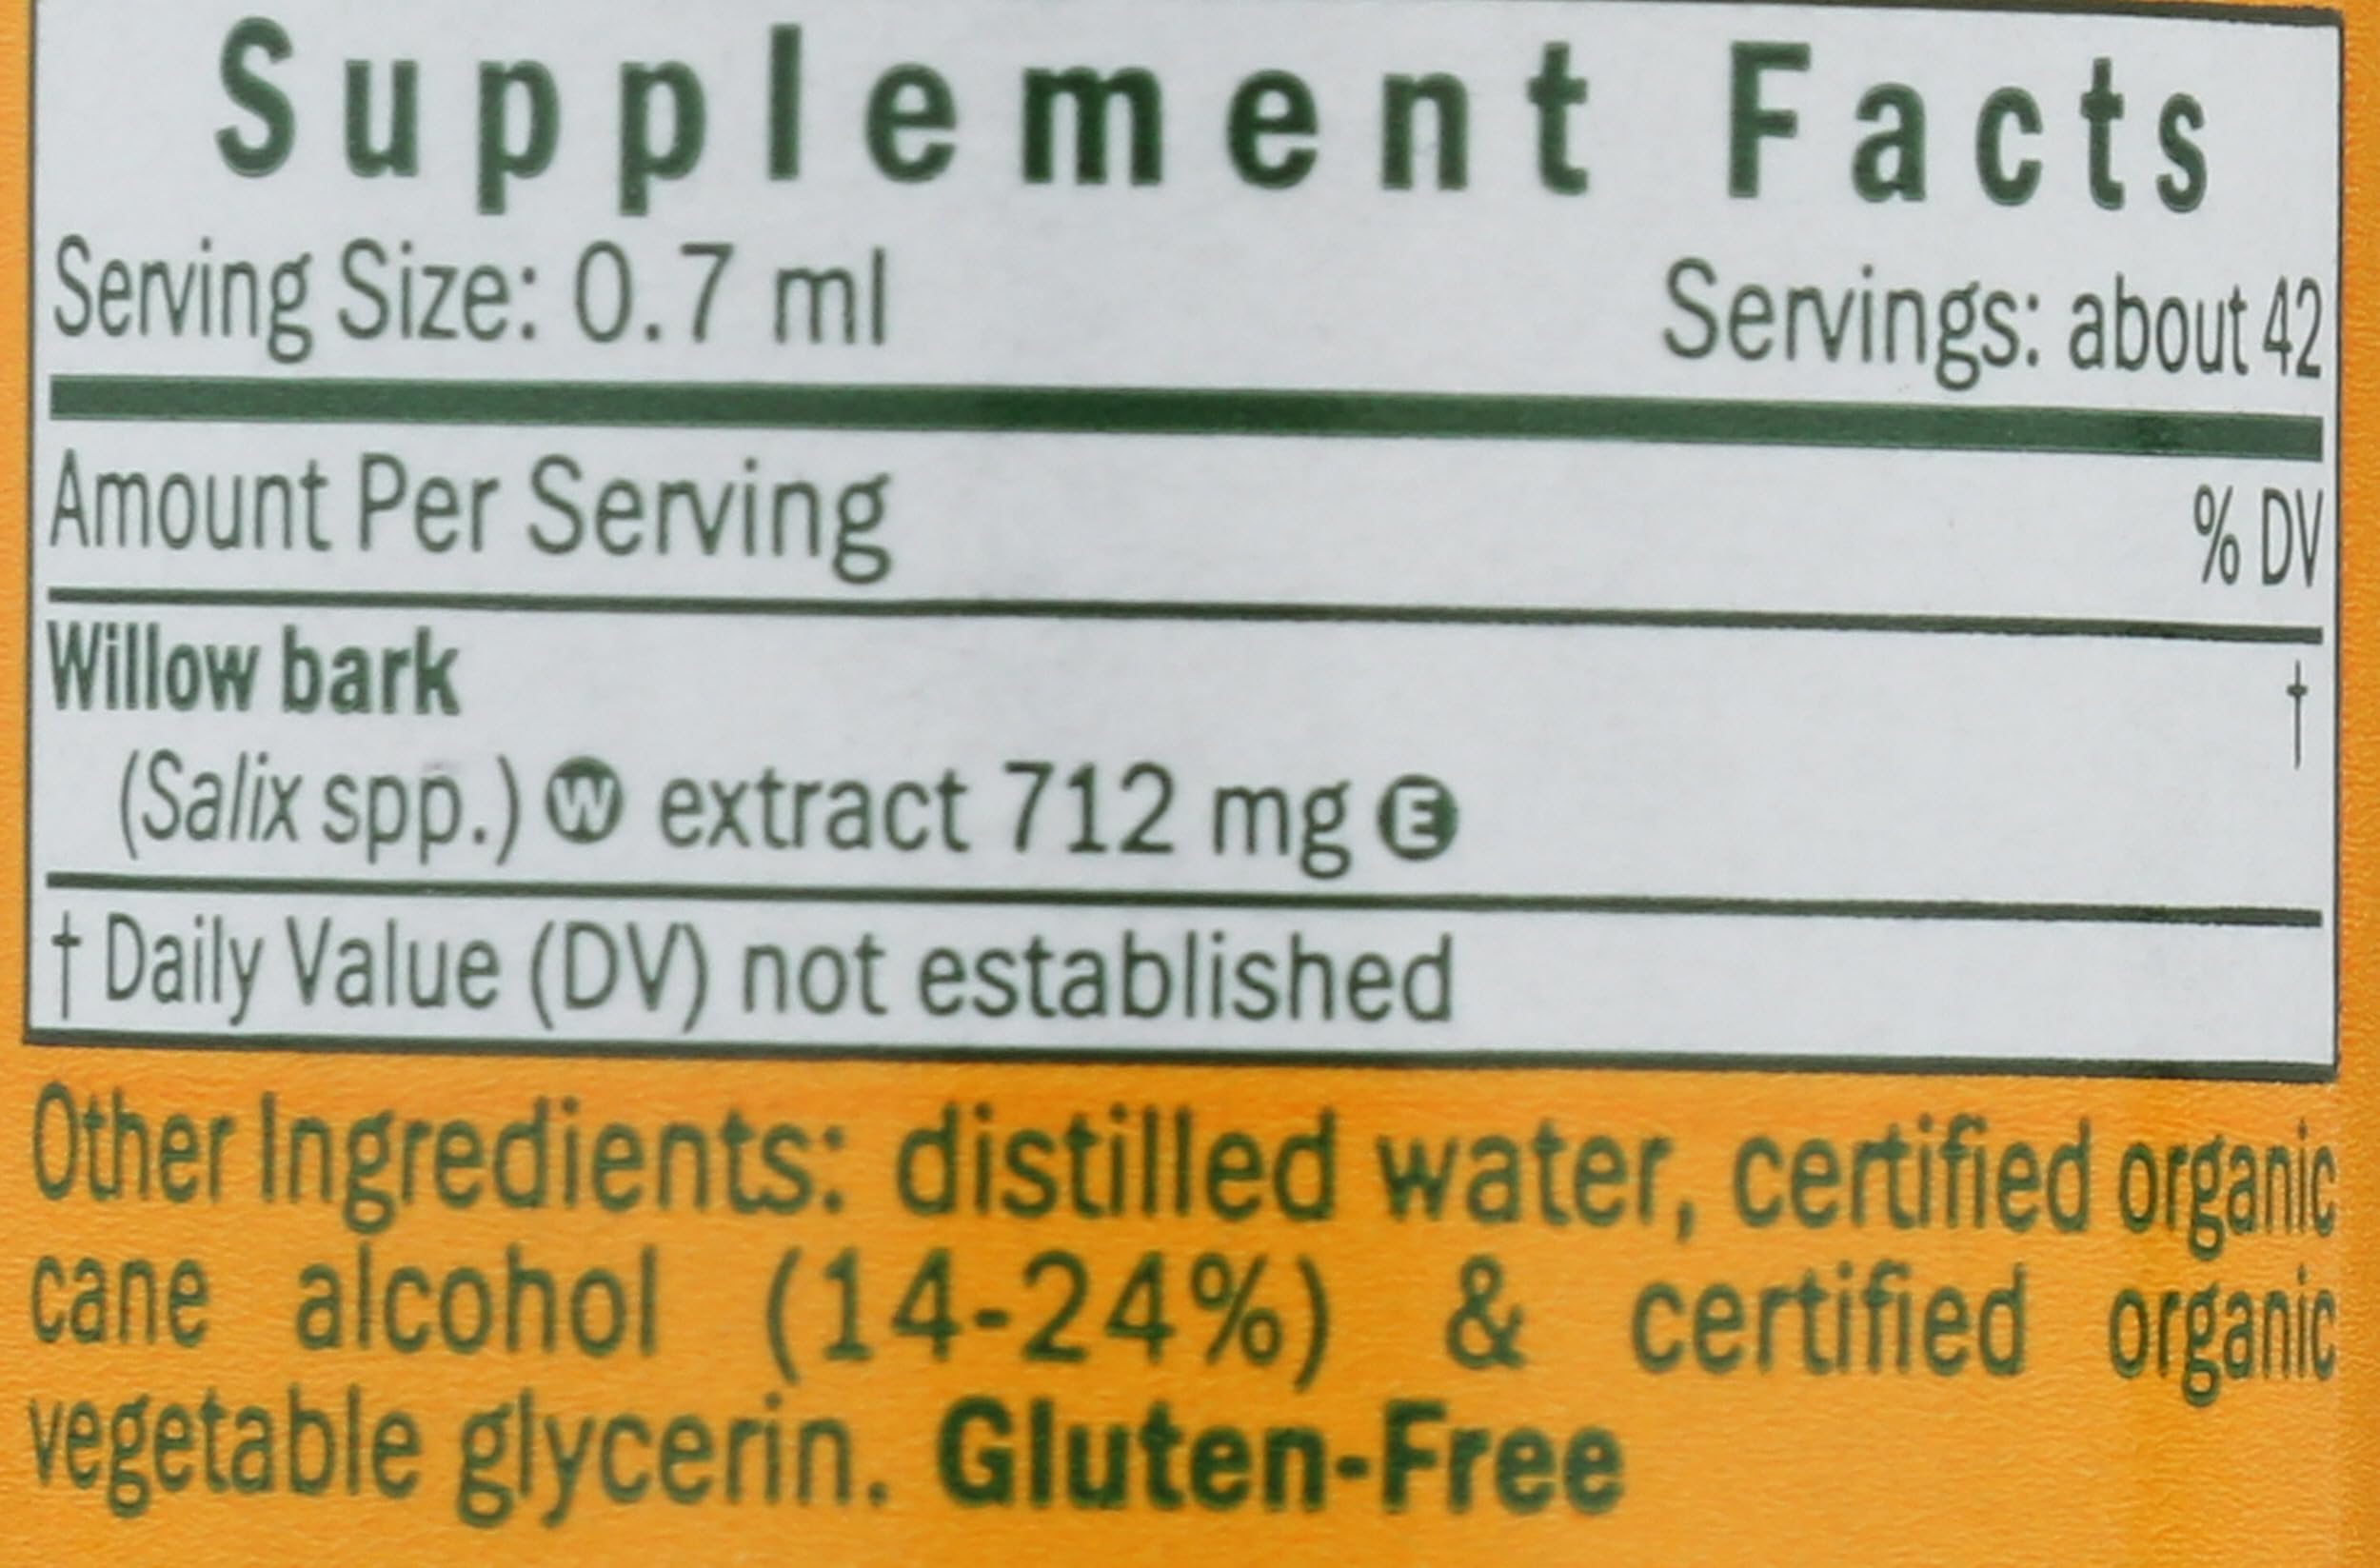 Supplement Facts
Serving Size: 0.7 ml Servings: about 42
Amount Per Serving % DV
Willow bark †
(Salix spp.) Ⓦ extract 712 mg Ⓔ
† Daily Value (DV) not established
Other Ingredients: distilled water, certified organic
cane alcohol (14-24%) & certified organic
vegetable glycerin. Gluten-Free